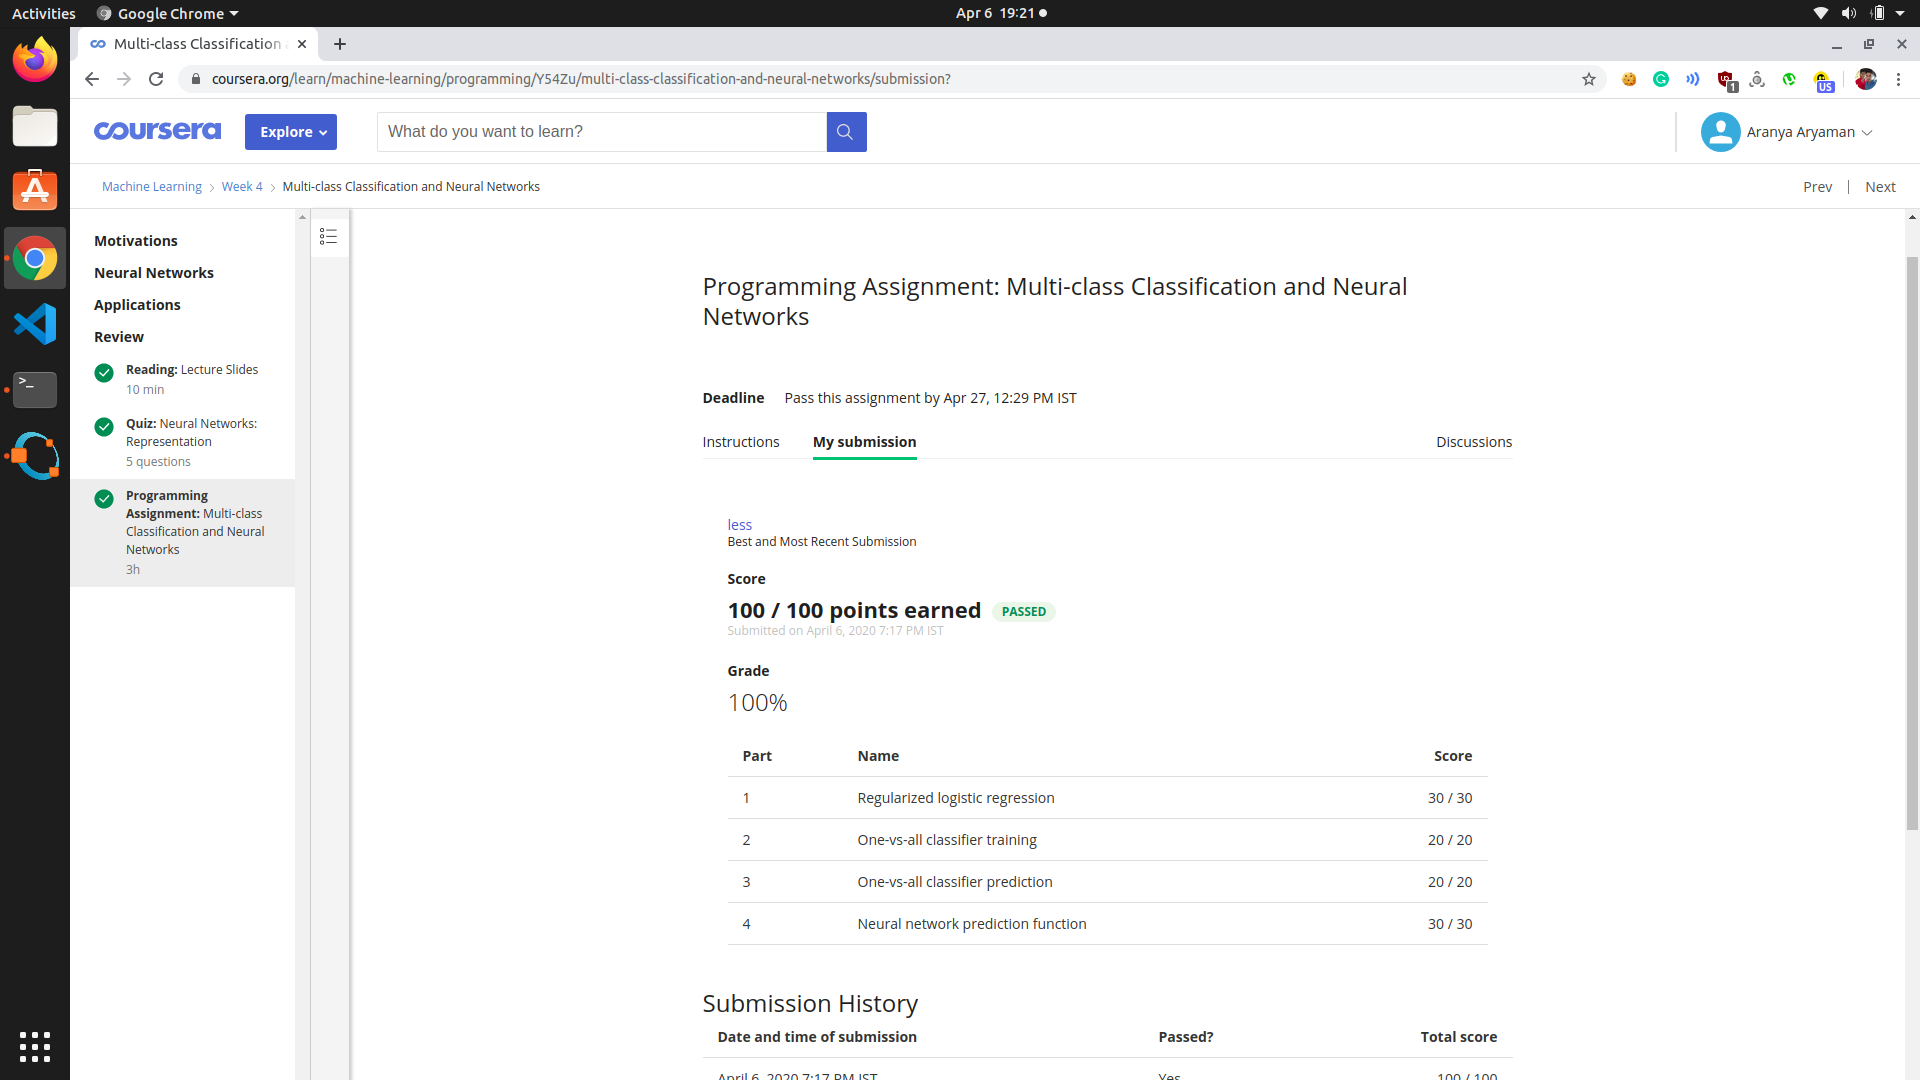 Activities
Google Chrome
Apr 6 19:21
Multi-class Classification
coursera.org/learn/machine-learning/programming/Y54Zu/multi-class-classification-and-neural-networks/submission?
1
US
coursera
Explore
What do you want to learn?
Aranya Aryaman
Machine Learning
Week 4
Multi-class Classification and Neural Networks
Prev
Next
Motivations
Neural Networks
Applications
Review
Reading: Lecture Slides
10 min
Quiz: Neural Networks:
Representation
5 questions
Programming
Assignment: Multi-class
Classification and Neural
Networks
3h
Programming Assignment: Multi-class Classification and Neural
Networks
Deadline Pass this assignment by Apr 27, 12:29 PM IST
Instructions
My submission
Discussions
less
Best and Most Recent Submission
Score
100 / 100 points earned PASSED
Submitted on April 6, 2020 7:17 PM IST
Grade
100%
Part Name Score
1 Regularized logistic regression 30 / 30
2 One-vs-all classifier training 20 / 20
3 One-vs-all classifier prediction 20 / 20
4 Neural network prediction function 30 / 30
Submission History
Date and time of submission Passed? Total score
April 6, 2020 7:17 PM IST Yes 100 / 100